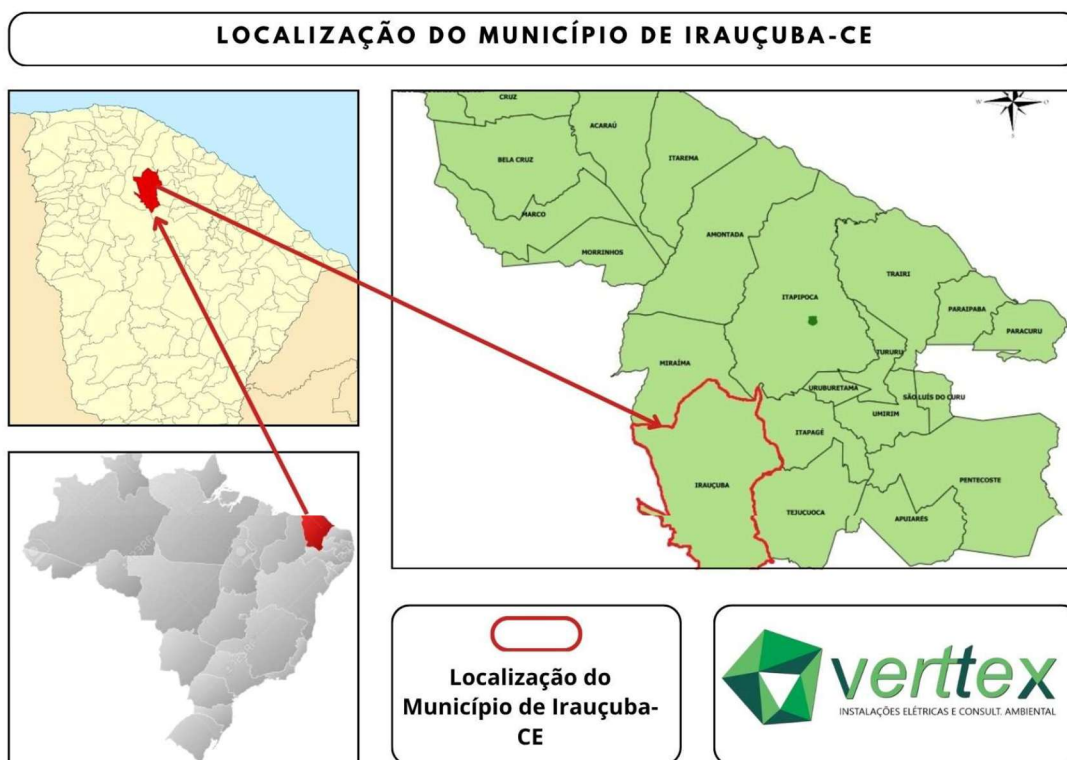 LOCALIZAÇÃO DO MUNICÍPIO DE IRAUÇUBA-CE
CRUZ
ACARAÚ
BELA CRUZ
ITAREMA
MARCO
MORRINHOS
AMONTADA
ITAPIPOCA
TRAIRI
PARAIPABA
PARACURU
TURURU
MIRAÍMA
URUBURETAMA
SÃO LUÍS DO CURU
UMIRIM
ITAPAGÉ
IRAUÇUBA
TEJUÇUOCA
APUIARÉS
PENTECOSTE
Localização do
Município de Irauçuba-
CE
verttex
INSTALAÇÕES ELÉTRICAS E CONSULT. AMBIENTAL